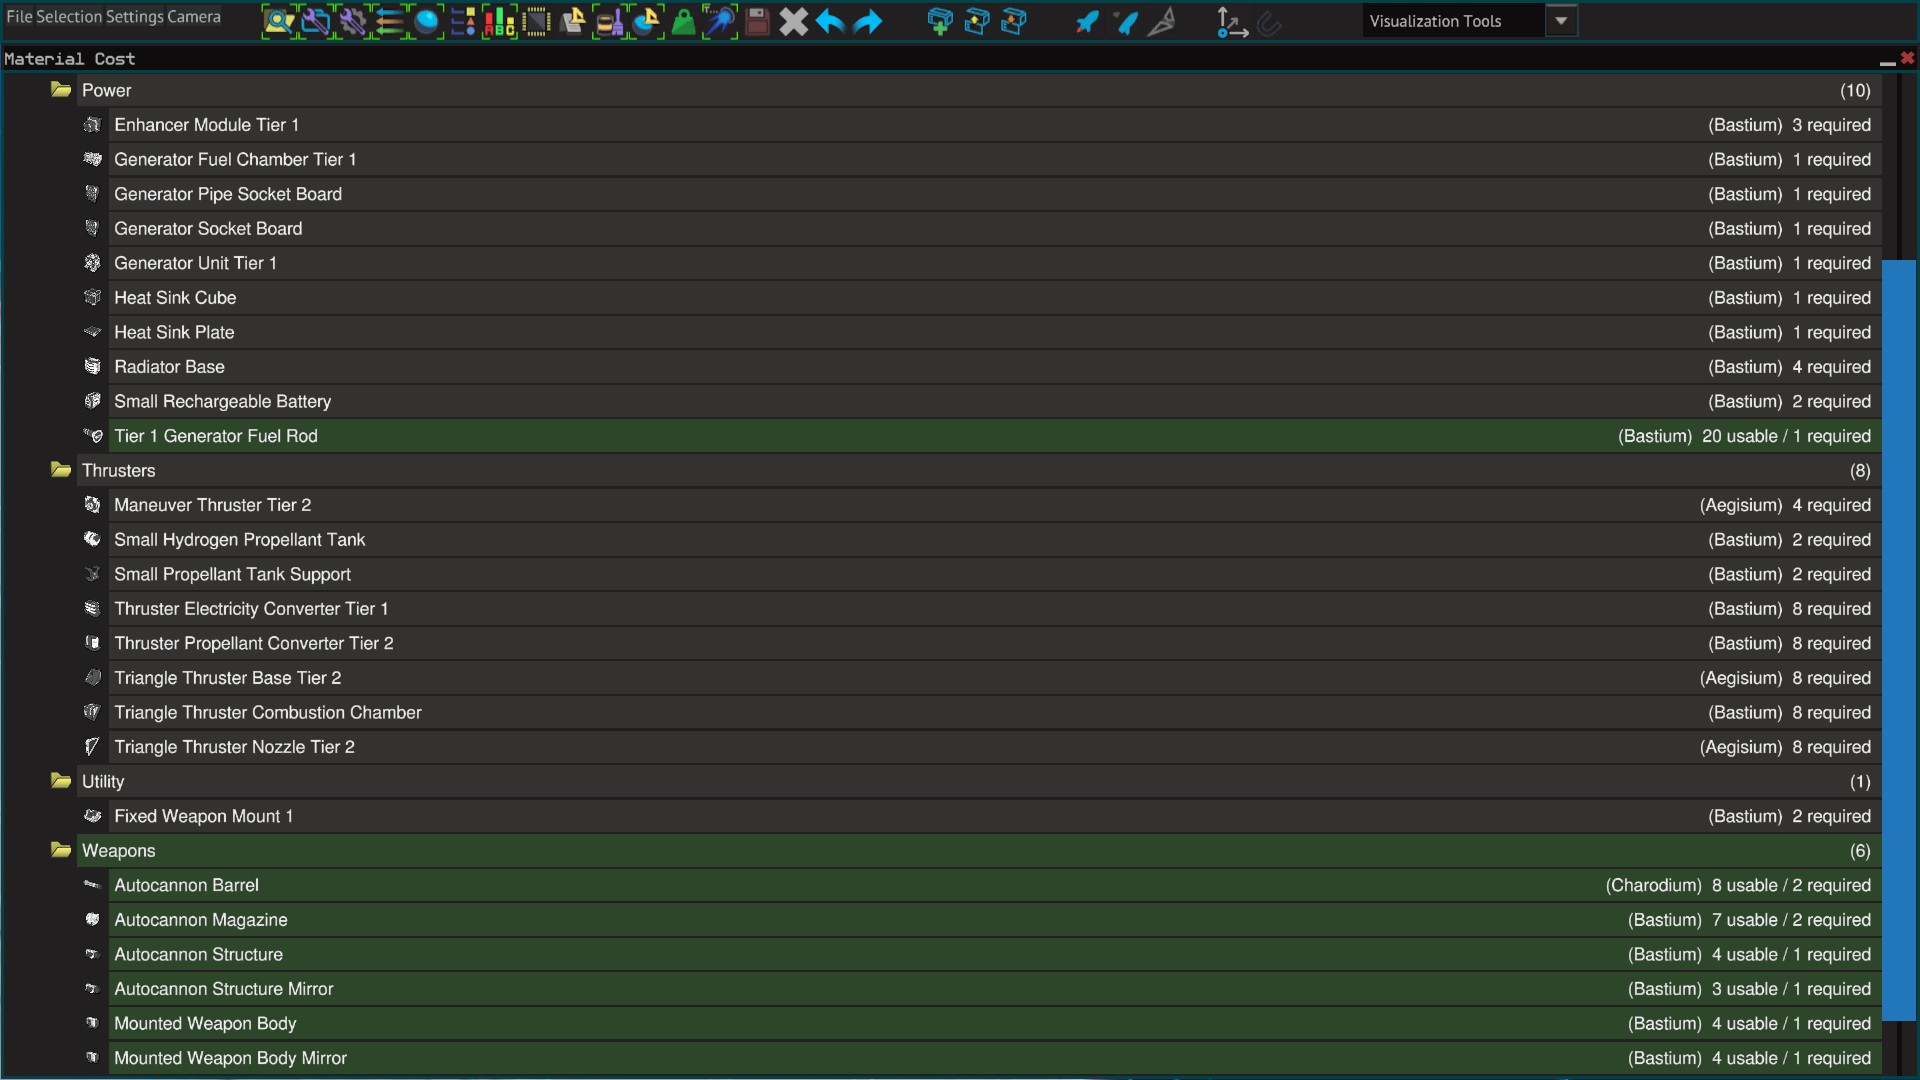 File Selection Settings Camera
ABC
Visualization Tools
Material Cost
Power (10)
Enhancer Module Tier 1 (Bastium) 3 required
Generator Fuel Chamber Tier 1 (Bastium) 1 required
Generator Pipe Socket Board (Bastium) 1 required
Generator Socket Board (Bastium) 1 required
Generator Unit Tier 1 (Bastium) 1 required
Heat Sink Cube (Bastium) 1 required
Heat Sink Plate (Bastium) 1 required
Radiator Base (Bastium) 4 required
Small Rechargeable Battery (Bastium) 2 required
Tier 1 Generator Fuel Rod (Bastium) 20 usable / 1 required
Thrusters (8)
Maneuver Thruster Tier 2 (Aegisium) 4 required
Small Hydrogen Propellant Tank (Bastium) 2 required
Small Propellant Tank Support (Bastium) 2 required
Thruster Electricity Converter Tier 1 (Bastium) 8 required
Thruster Propellant Converter Tier 2 (Bastium) 8 required
Triangle Thruster Base Tier 2 (Aegisium) 8 required
Triangle Thruster Combustion Chamber (Bastium) 8 required
Triangle Thruster Nozzle Tier 2 (Aegisium) 8 required
Utility (1)
Fixed Weapon Mount 1 (Bastium) 2 required
Weapons (6)
Autocannon Barrel (Charodium) 8 usable / 2 required
Autocannon Magazine (Bastium) 7 usable / 2 required
Autocannon Structure (Bastium) 4 usable / 1 required
Autocannon Structure Mirror (Bastium) 3 usable / 1 required
Mounted Weapon Body (Bastium) 4 usable / 1 required
Mounted Weapon Body Mirror (Bastium) 4 usable / 1 required